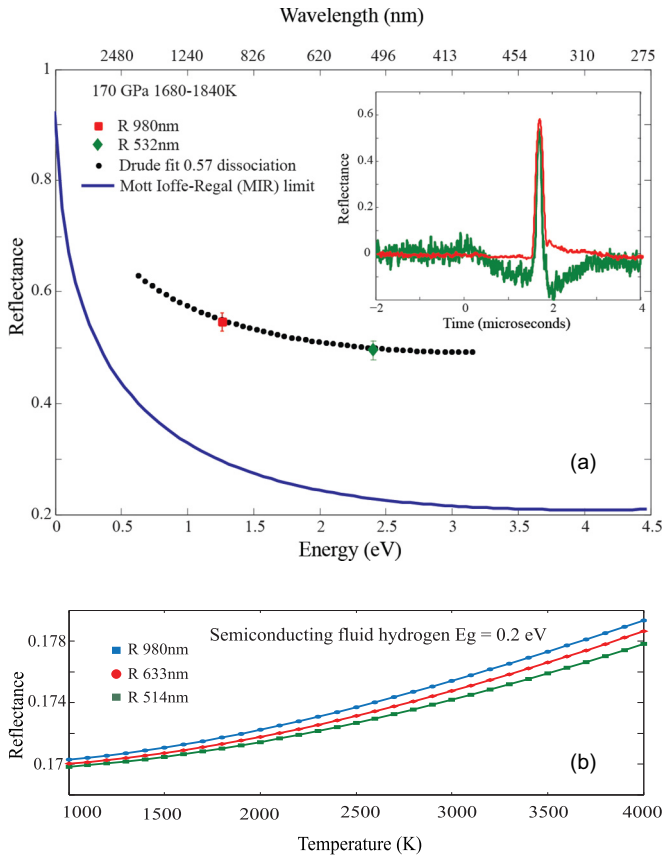 Wavelength (nm)
2480 1240 826 620 496 413 454 310 275
1
0.8
0.6
0.4
0.2
Reflectance
170 GPa 1680-1840K
R 980nm
R 532nm
Drude fit 0.57 dissociation
Mott Ioffe-Regal (MIR) limit
0.6
0.4
0.2
0
Reflectance
−2 0 2 4
Time (microseconds)
(a)
0 0.5 1 1.5 2 2.5 3 3.5 4 4.5
Energy (eV)
0.178
0.174
0.17
Reflectance
Semiconducting fluid hydrogen Eg = 0.2 eV
R 980nm
R 633nm
R 514nm
(b)
1000 1500 2000 2500 3000 3500 4000
Temperature (K)